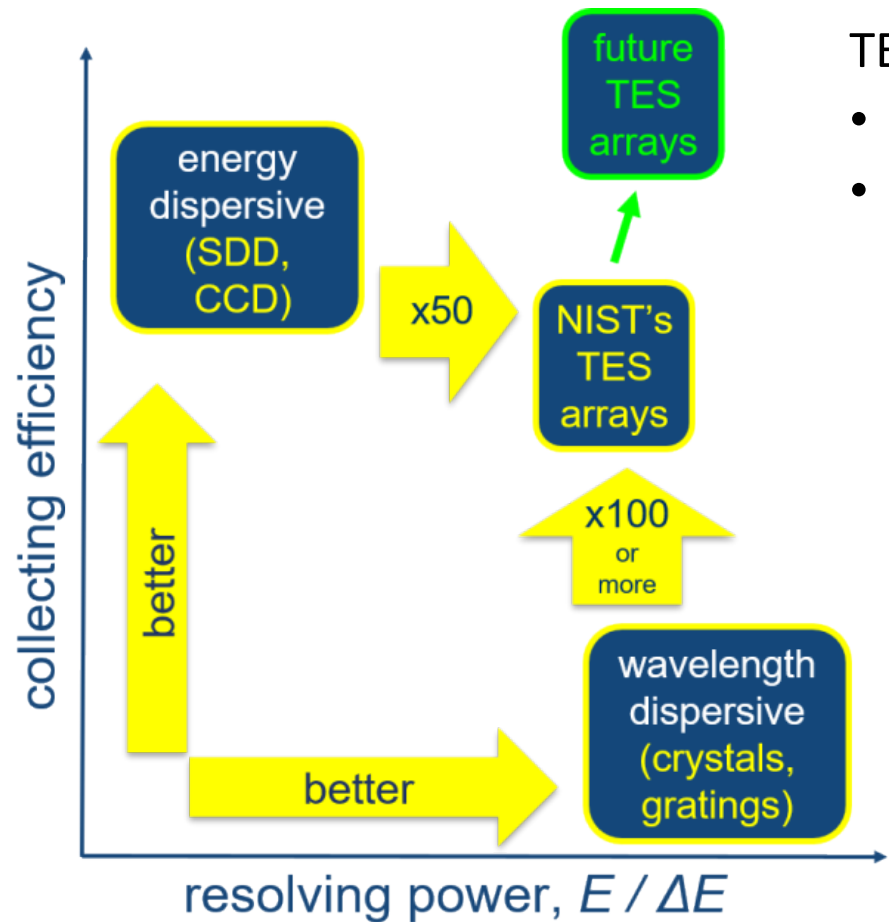 future
TES
arrays
TE
•
•
energy
dispersive
(SDD,
CCD)
x50
NIST's
TES
arrays
collecting efficiency
better
x100
or
more
wavelength
dispersive
(crystals,
gratings)
better
resolving power, E / ΔE